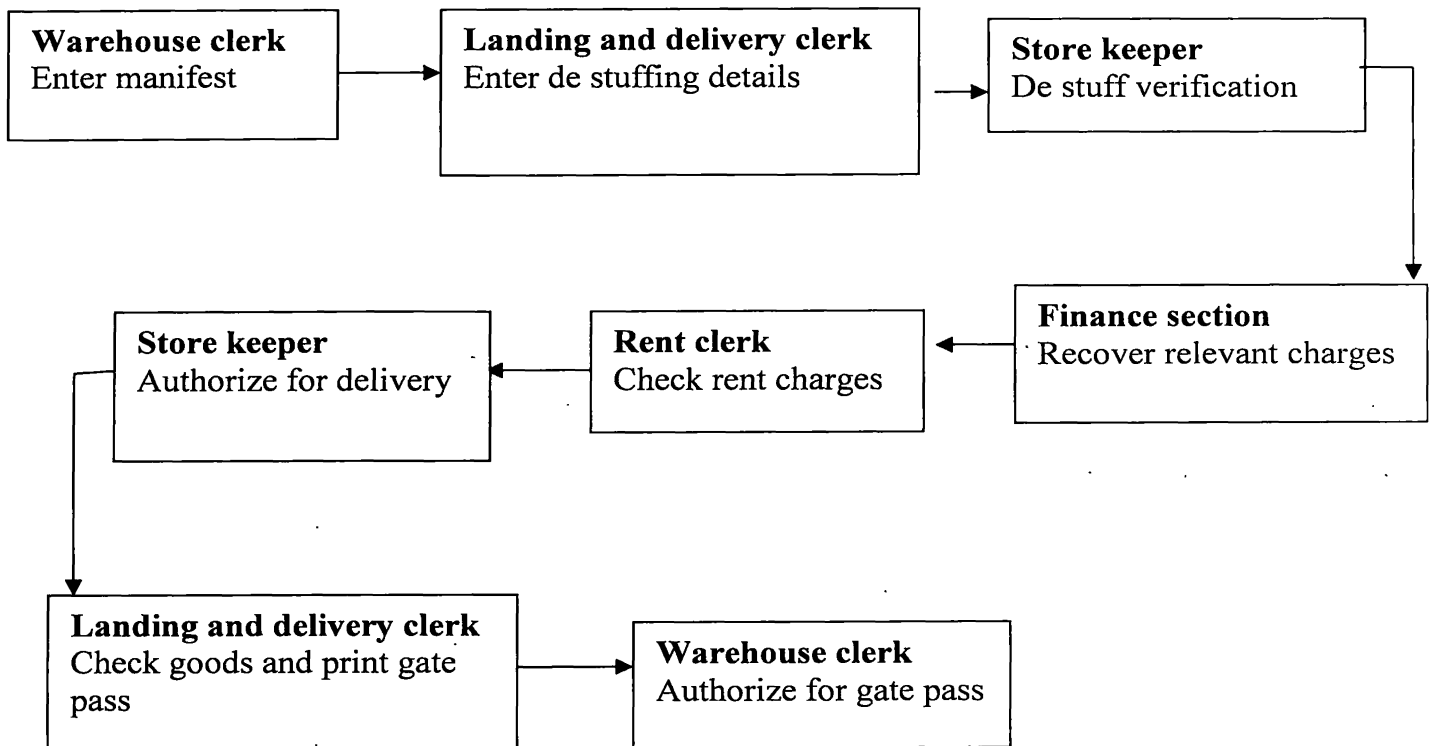 Warehouse clerk
Enter manifest
Landing and delivery clerk
Enter de stuffing details
Store keeper
De stuff verification
Finance section
Recover relevant charges
Rent clerk
Check rent charges
Store keeper
Authorize for delivery
Landing and delivery clerk
Check goods and print gate
pass
Warehouse clerk
Authorize for gate pass